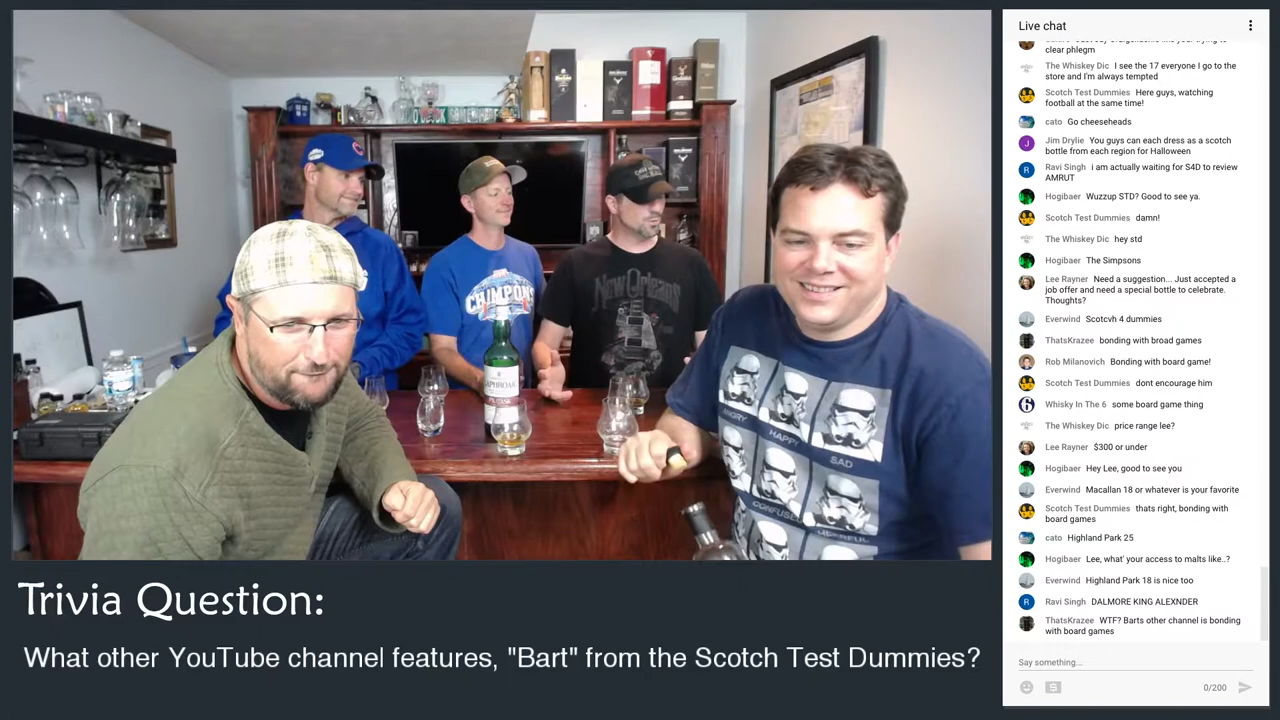 Live chat
clear phlegm
The Whiskey Dic I see the 17 everyone I go to the
store and I'm always tempted
Scotch Test Dummies Here guys, watching
football at the same time!
cato Go cheeseheads
Jim Drylie You guys can each dress as a scotch
bottle from each region for Halloween
Ravi Singh i am actually waiting for S4D to review
AMRUT
Hogibaer Wuzzup STD? Good to see ya.
Scotch Test Dummies damn!
The Whiskey Dic hey std
Hogibaer The Simpsons
Lee Rayner Need a suggestion... Just accepted a
job offer and need a special bottle to celebrate.
Thoughts?
Everwind Scotcvh 4 dummies
ThatsKrazee bonding with broad games
Rob Milanovich Bonding with board game!
Scotch Test Dummies dont encourage him
Whisky In The 6 some board game thing
The Whiskey Dic price range lee?
Lee Rayner $300 or under
Hogibaer Hey Lee, good to see you
Everwind Macallan 18 or whatever is your favorite
Scotch Test Dummies thats right, bonding with
board games
cato Highland Park 25
Hogibaer Lee, what' your access to malts like..?
Everwind Highland Park 18 is nice too
Ravi Singh DALMORE KING ALEXNDER
ThatsKrazee WTF? Barts other channel is bonding
with board games
Say something...
0/200
New Orleans
LAPHROAIG
ANGRY
HAPPY
SAD
Trivia Question:
What other YouTube channel features, "Bart" from the Scotch Test Dummies?